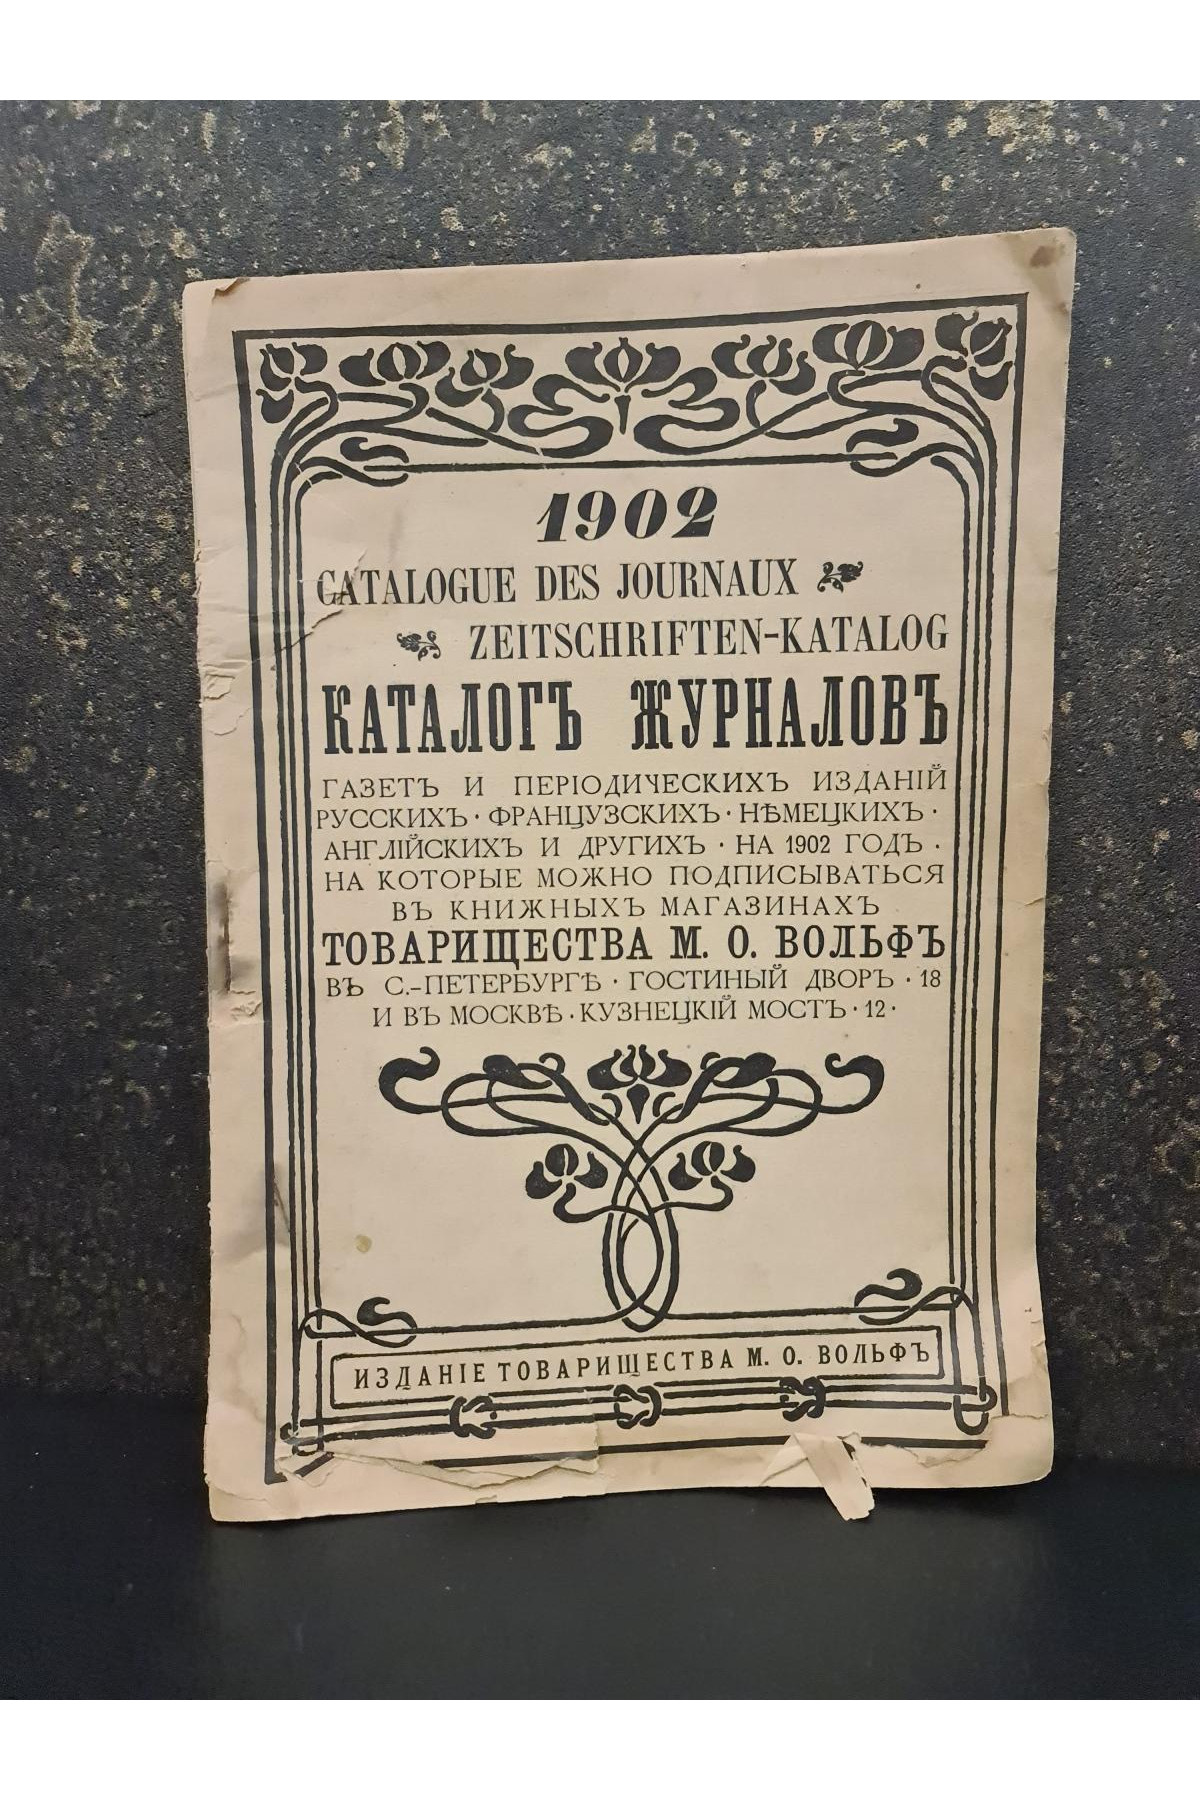 1902
CATALOGUE DES JOURNAUX
ZEITSCHRIFTEN-KATALOG
КАТАЛОГЪ ЖУРНАЛОВЪ
ГАЗЕТЪ И ПЕРІОДИЧЕСКИХЪ ИЗДАНІЙ
РУССКИХЪ · ФРАНЦУЗСКИХЪ · НѢМЕЦКИХЪ ·
АНГЛІЙСКИХЪ И ДРУГИХЪ · НА 1902 ГОДЪ ·
НА КОТОРЫЕ МОЖНО ПОДПИСЫВАТЬСЯ
ВЪ КНИЖНЫХЪ МАГАЗИНАХЪ
ТОВАРИЩЕСТВА М. О. ВОЛЬФЪ
ВЪ С.-ПЕТЕРБУРГѢ · ГОСТИНЫЙ ДВОРЪ · 18
И ВЪ МОСКВѢ · КУЗНЕЦКІЙ МОСТЪ · 12 ·
ИЗДАНІЕ ТОВАРИЩЕСТВА М. О. ВОЛЬФЪ